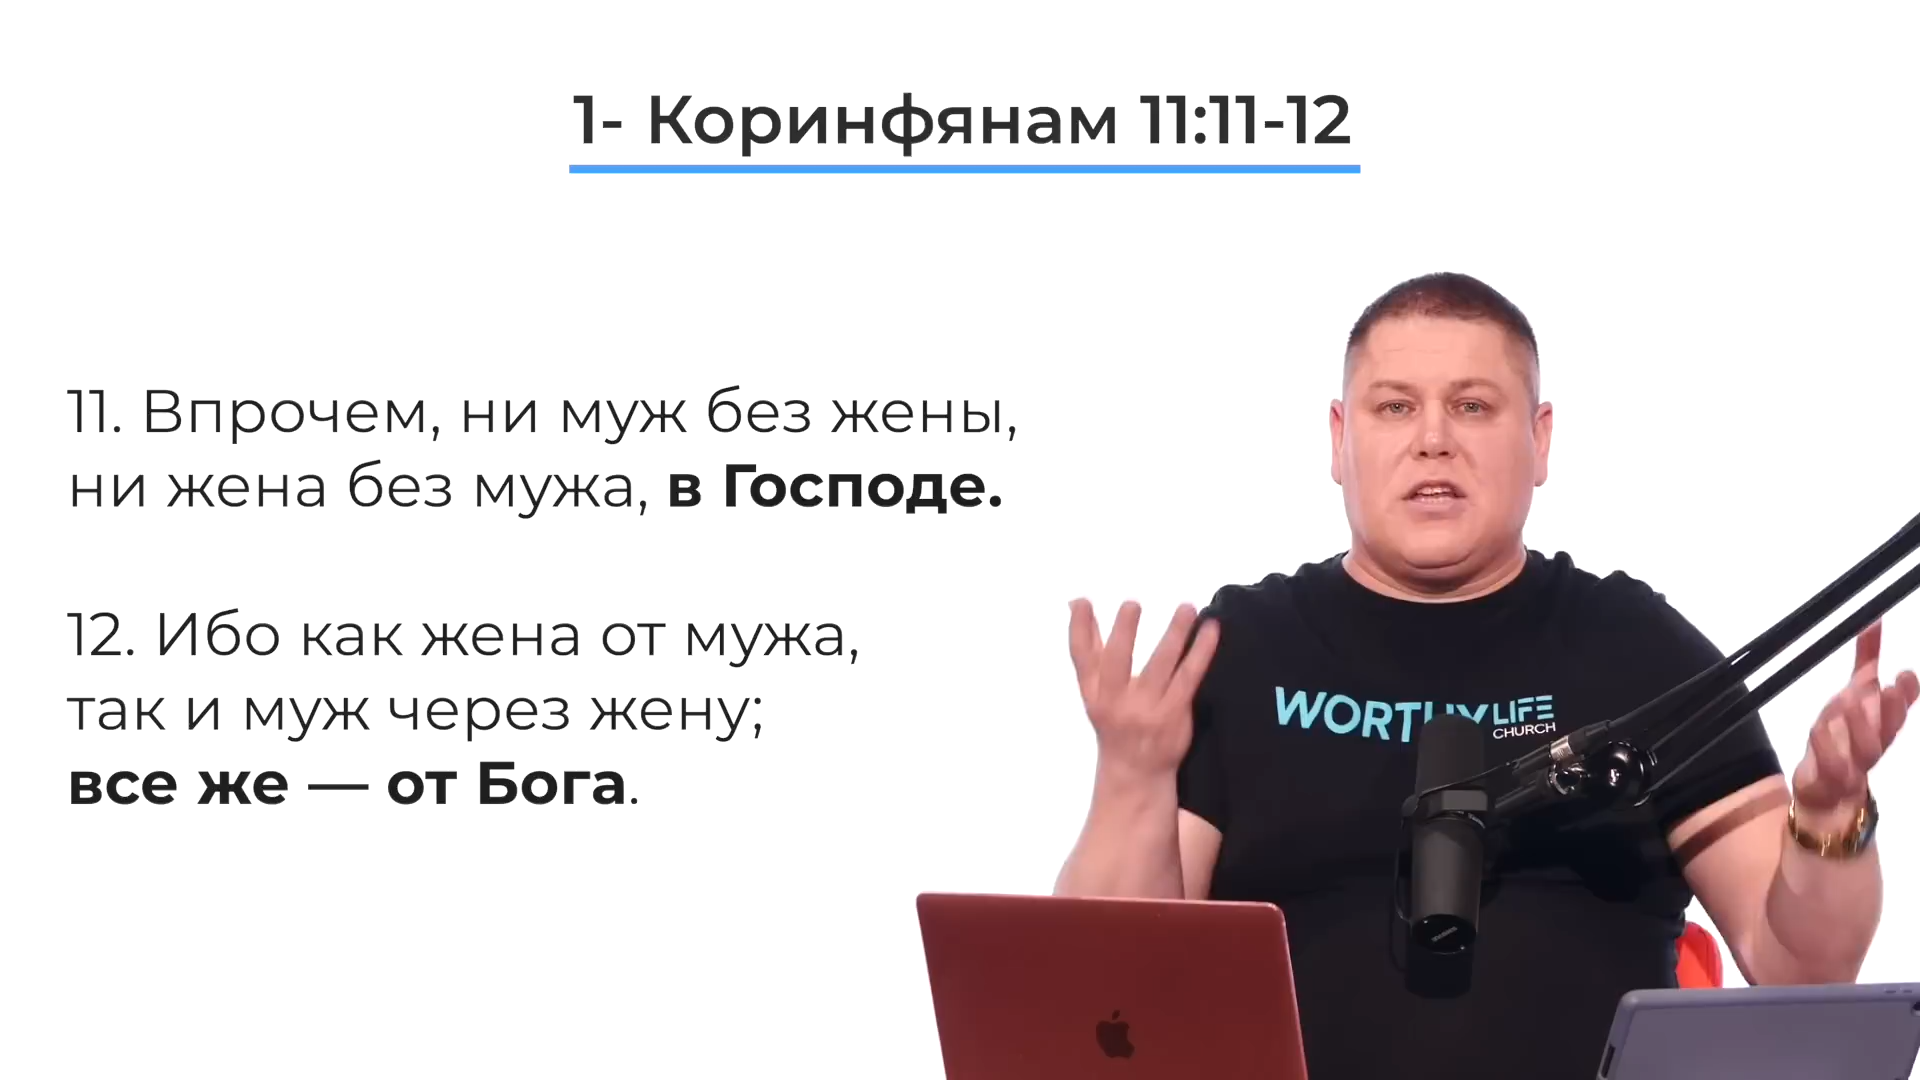 1- Коринфянам 11:11-12
11. Впрочем, ни муж без жены,
ни жена без мужа, в Господе.
12. Ибо как жена от мужа,
так и муж через жену;
все же — от Бога.
WORTHY LIFE
CHURCH